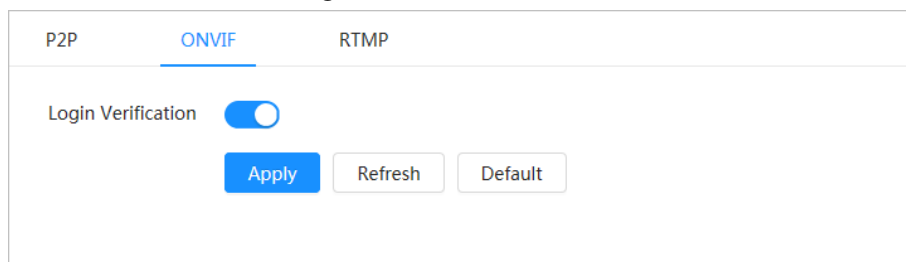 P2P ONVIF RTMP
Login Verification
Apply Refresh Default